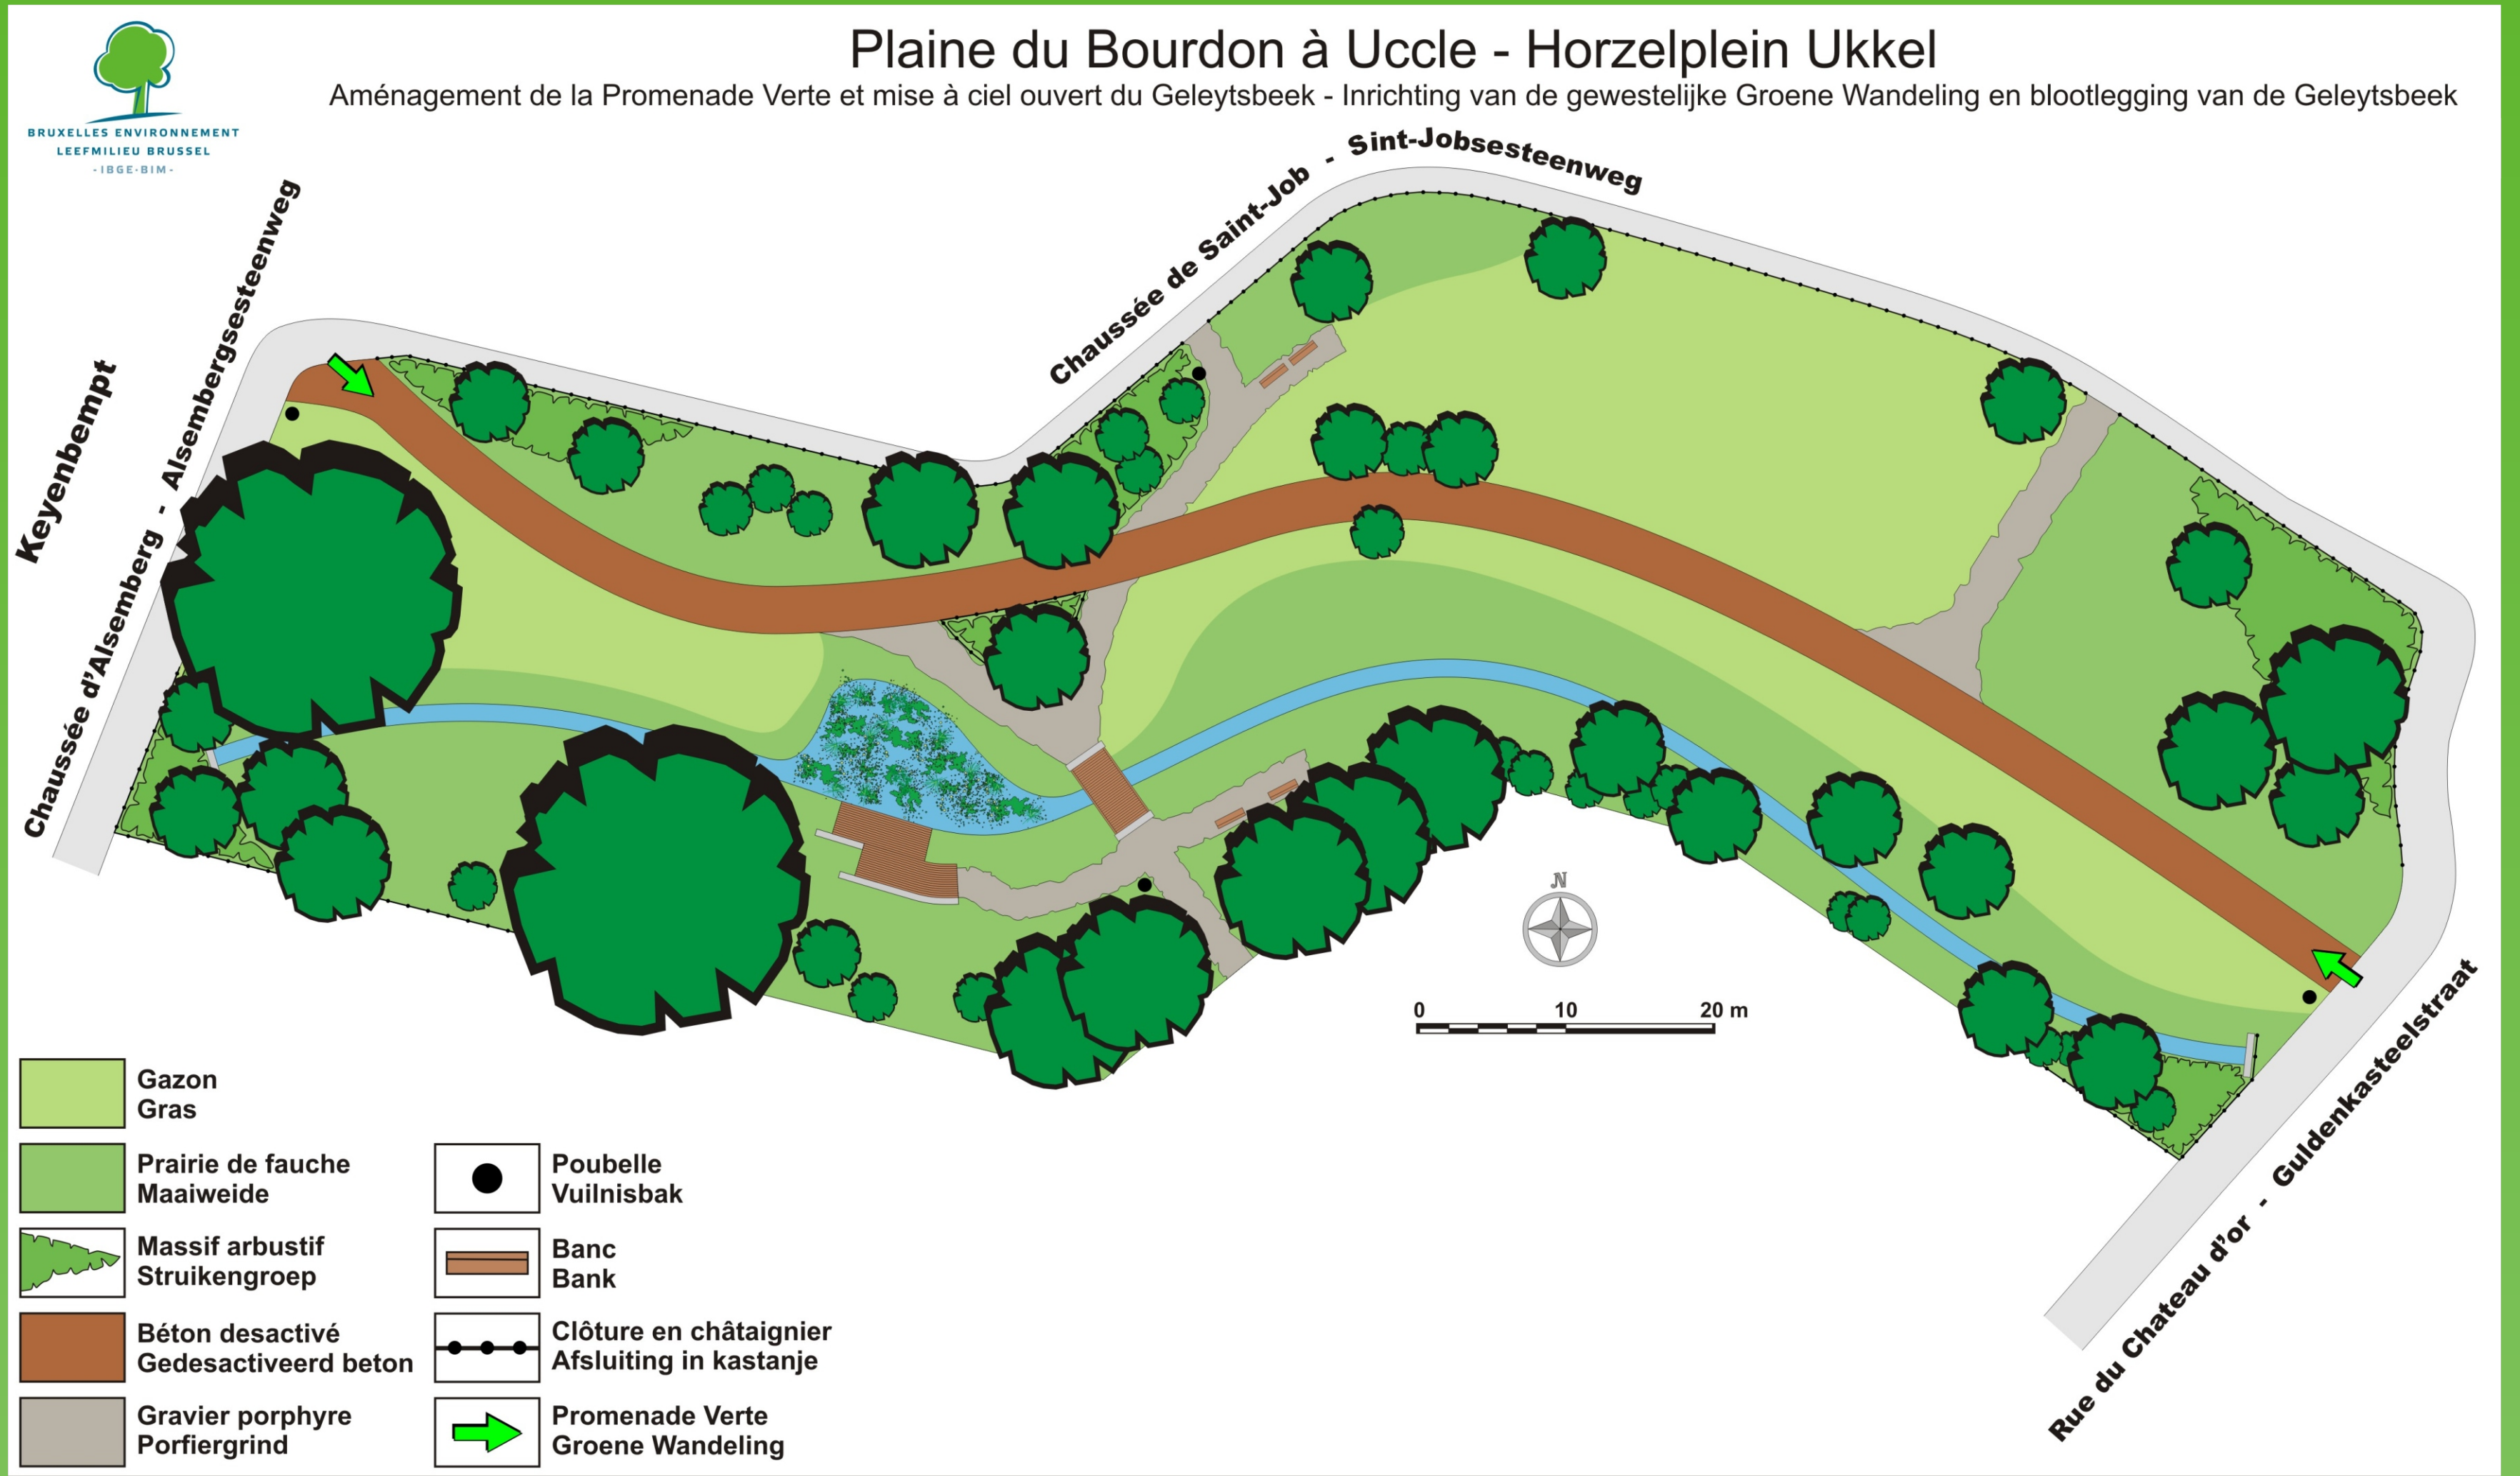 Plaine du Bourdon à Uccle - Horzelplein Ukkel
Aménagement de la Promenade Verte et mise à ciel ouvert du Geleytsbeek - Inrichting van de gewestelijke Groene Wandeling en blootlegging van de Geleytsbeek
BRUXELLES ENVIRONNEMENT
LEEFMILIEU BRUSSEL
- IBGE-BIM -
Keyenbempt
Chaussée d'Alsemberg - Alsembergsesteenweg
Chaussée de Saint-Job - Sint-Jobsesteenweg
N
0 10 20 m
Rue du Chateau d'or - Guldenkasteelstraat
Gazon
Gras
Prairie de fauche
Maaiweide
Massif arbustif
Struikengroep
Béton desactivé
Gedesactiveerd beton
Gravier porphyre
Porfiergrind
Poubelle
Vuilnisbak
Banc
Bank
Clôture en châtaignier
Afsluiting in kastanje
Promenade Verte
Groene Wandeling